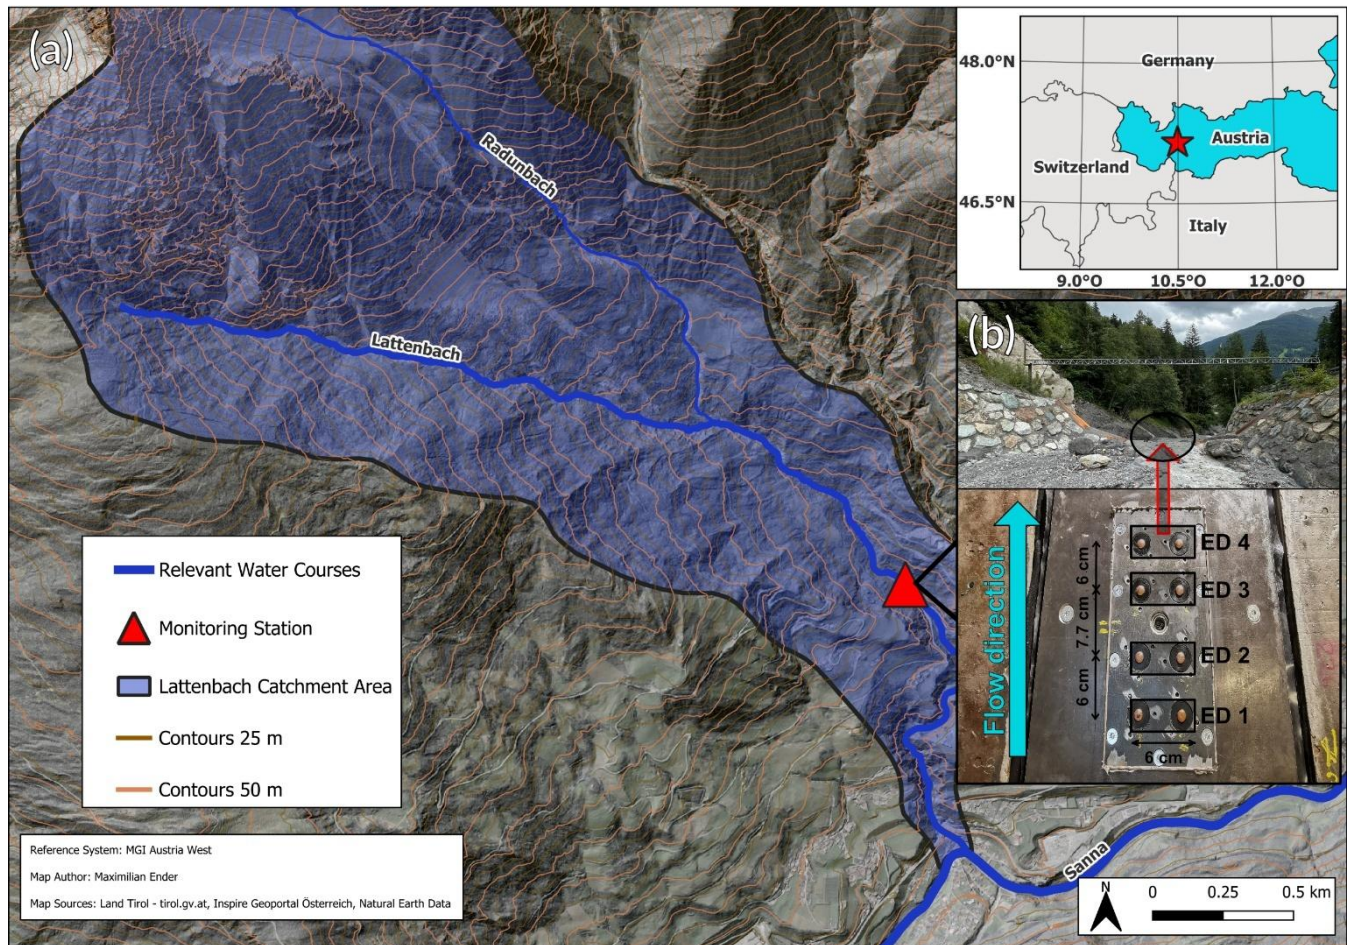 (a)
Radunbach
Lattenbach
Relevant Water Courses
Monitoring Station
Lattenbach Catchment Area
Contours 25 m
Contours 50 m
Reference System: MGI Austria West
Map Author: Maximilian Ender
Map Sources: Land Tirol - tirol.gv.at, Inspire Geoportal Österreich, Natural Earth Data
Sanna
N
0 0.25 0.5 km
48.0°N
46.5°N
Germany
Austria
Switzerland
Italy
9.0°O 10.5°O 12.0°O
(b)
Flow direction
6 cm
7.7 cm
6 cm
ED 4
ED 3
ED 2
ED 1
6 cm